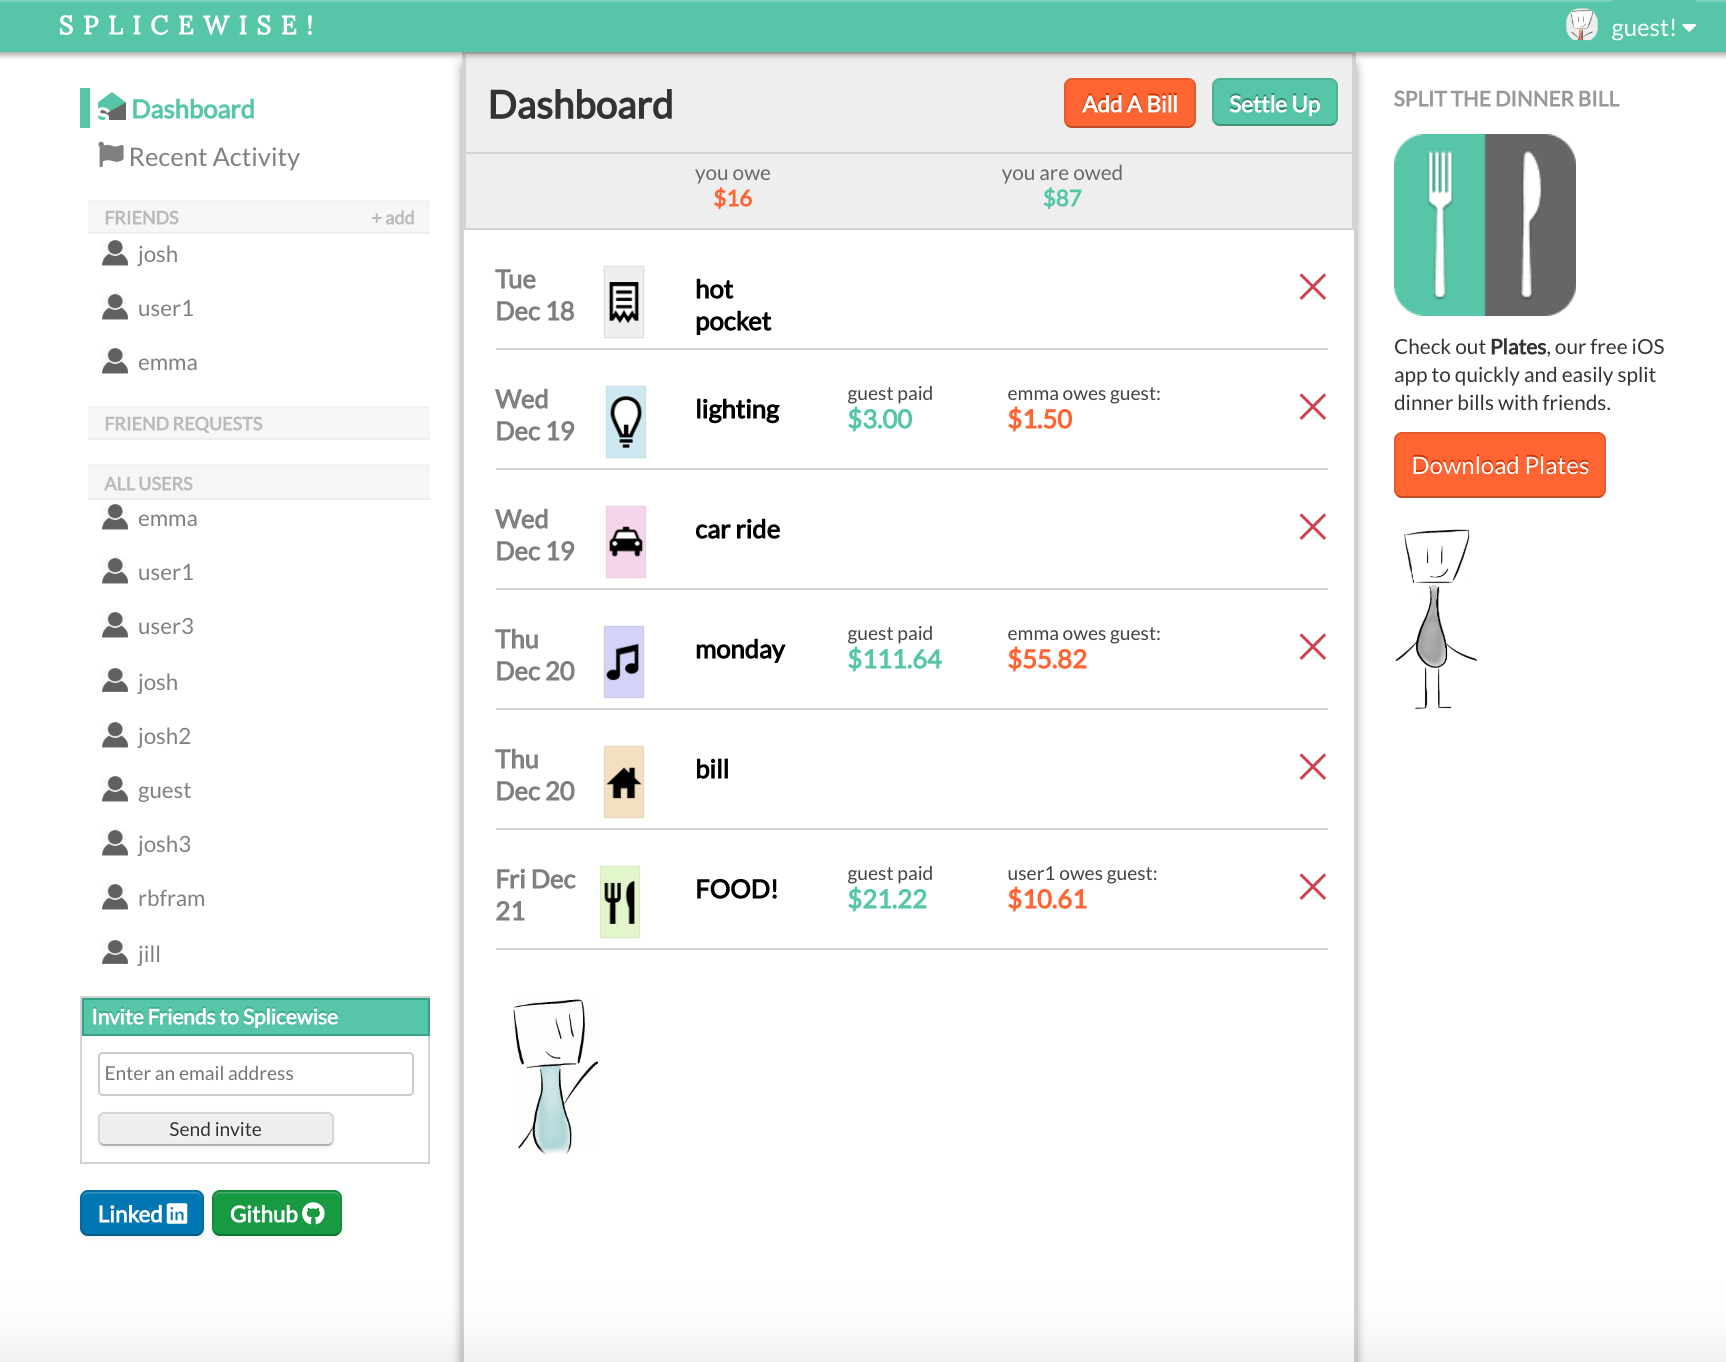 SPLICEWISE!
guest!
Dashboard
Recent Activity
FRIENDS + add
josh
user1
emma
FRIEND REQUESTS
ALL USERS
emma
user1
user3
josh
josh2
guest
josh3
rbfram
jill
Invite Friends to Splicewise
Enter an email address
Send invite
Linked in
Github
Dashboard
Add A Bill
Settle Up
you owe
$16
you are owed
$87
Tue
Dec 18
hot
pocket
Wed
Dec 19
lighting
guest paid
$3.00
emma owes guest:
$1.50
Wed
Dec 19
car ride
Thu
Dec 20
monday
guest paid
$111.64
emma owes guest:
$55.82
Thu
Dec 20
bill
Fri Dec
21
FOOD!
guest paid
$21.22
user1 owes guest:
$10.61
SPLIT THE DINNER BILL
Check out Plates, our free iOS
app to quickly and easily split
dinner bills with friends.
Download Plates